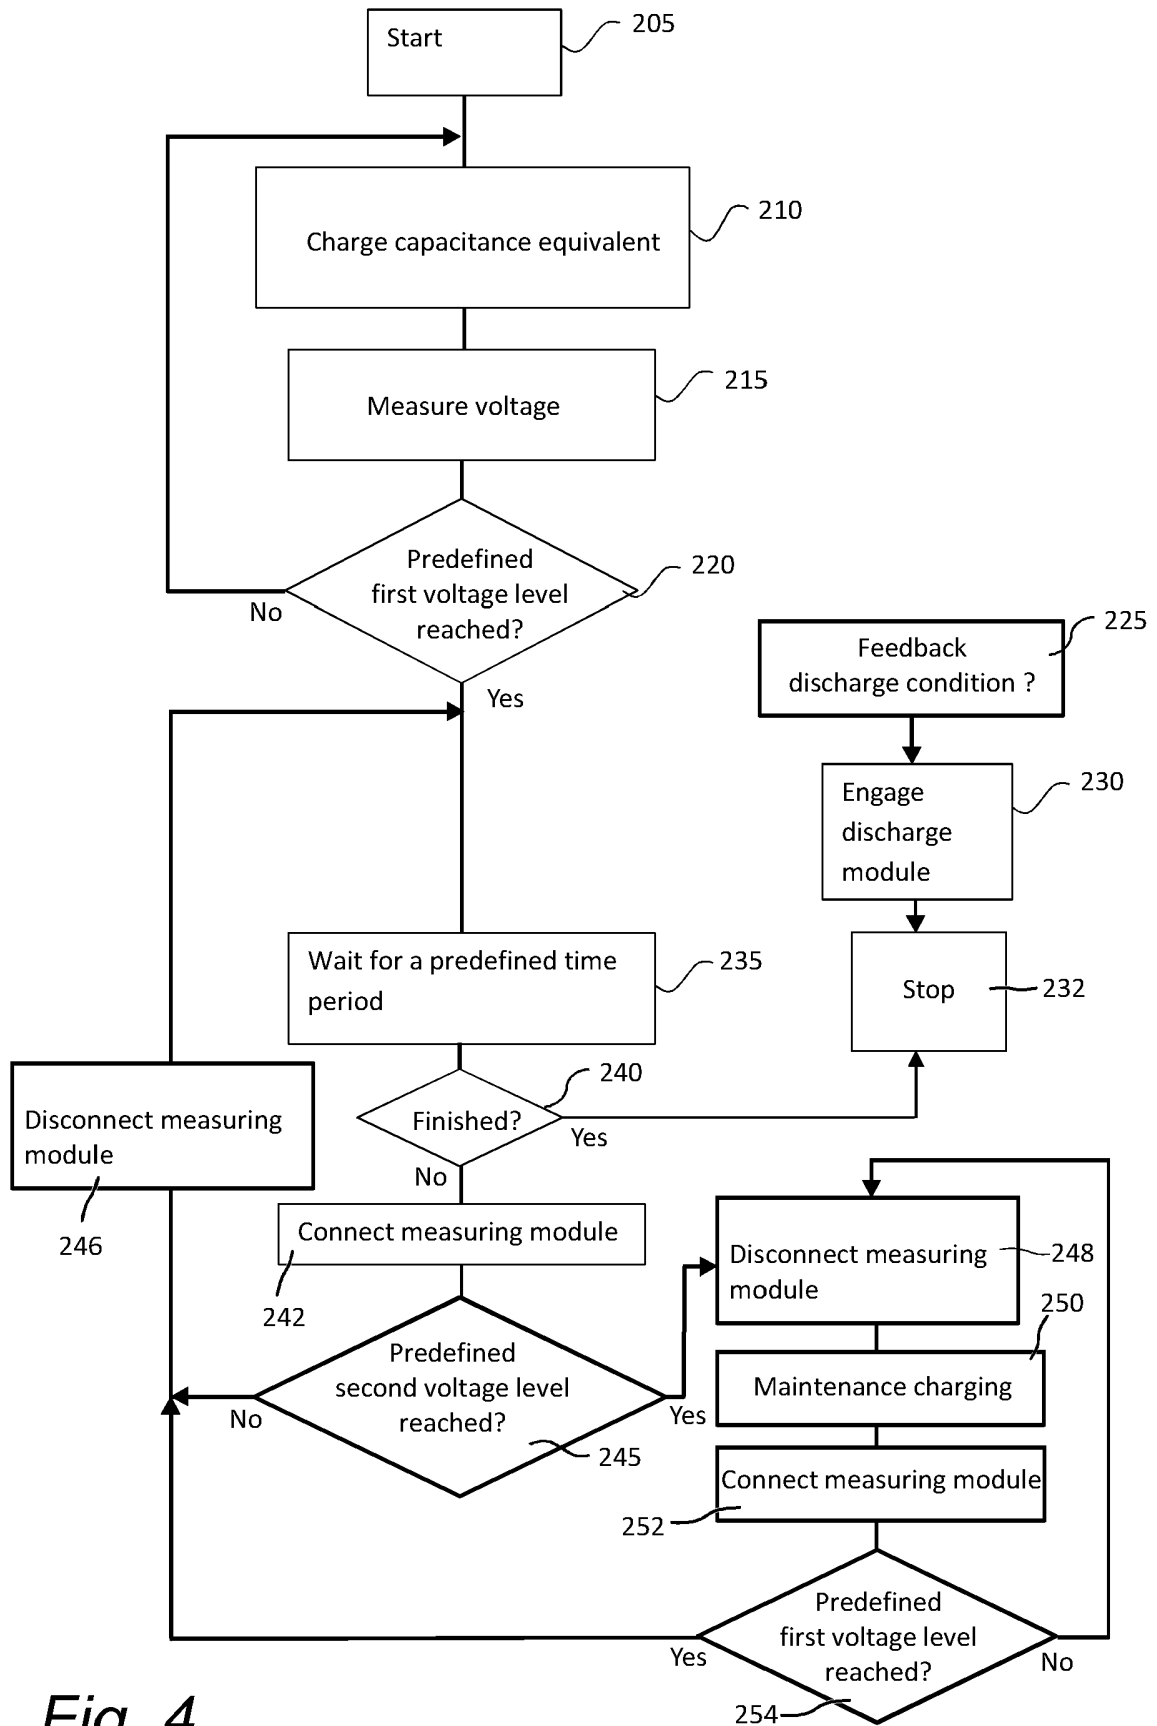 Start
205
Charge capacitance equivalent
210
Measure voltage
215
Predefined
first voltage level
reached?
220
No
Yes
Feedback
discharge condition ?
225
Engage
discharge
module
230
Wait for a predefined time
period
235
Stop
232
Finished?
240
Yes
No
Disconnect measuring
module
246
Connect measuring module
242
Predefined
second voltage level
reached?
245
No
Yes
Disconnect measuring
module
248
Maintenance charging
250
Connect measuring module
252
Predefined
first voltage level
reached?
254
Yes
No
Fig. 4